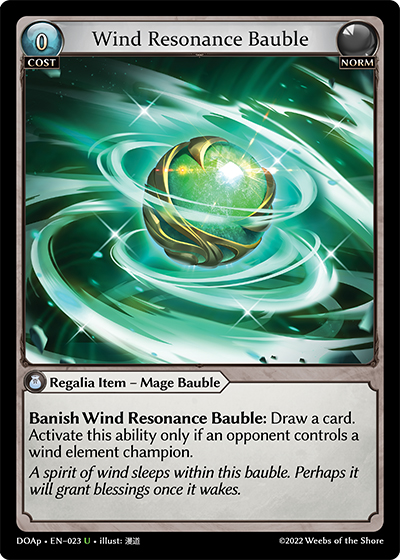 0
Wind Resonance Bauble
COST
NORM
Regalia Item – Mage Bauble
Banish Wind Resonance Bauble: Draw a card.
Activate this ability only if an opponent controls a
wind element champion.
A spirit of wind sleeps within this bauble. Perhaps it
will grant blessings once it wakes.
DOAp • EN–023 U • illust: 漫道
©2022 Weebs of the Shore